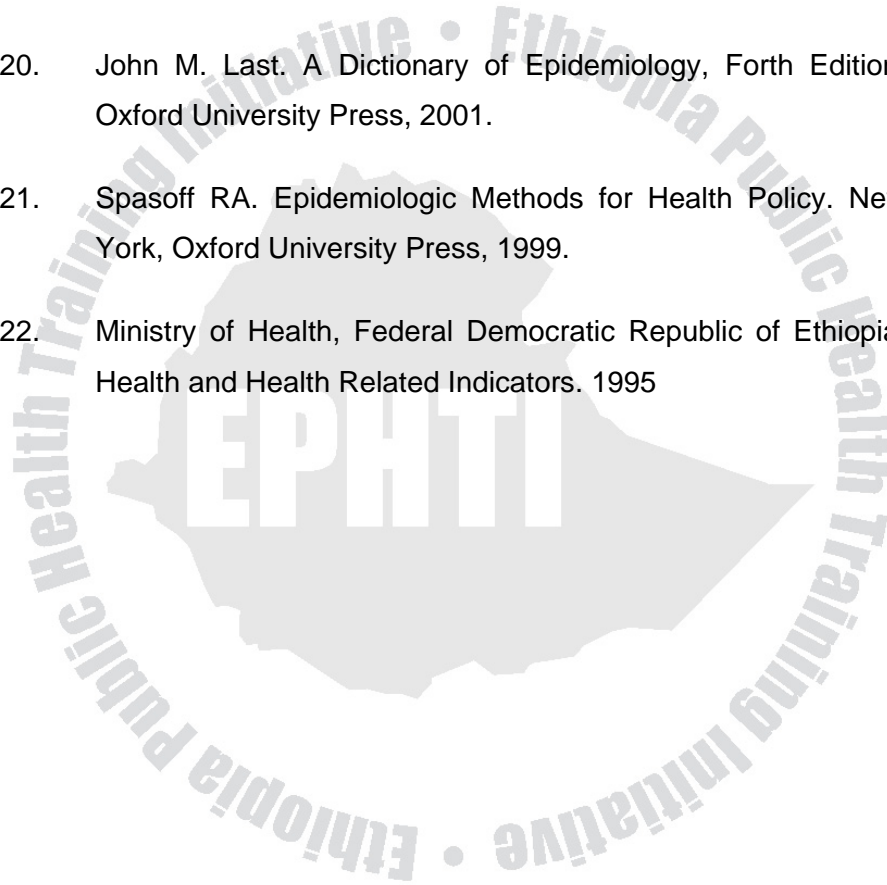 20. John M. Last. A Dictionary of Epidemiology, Forth Edition
Oxford University Press, 2001.
21. Spasoff RA. Epidemiologic Methods for Health Policy. Ne
York, Oxford University Press, 1999.
22. Ministry of Health, Federal Democratic Republic of Ethiopia
Health and Health Related Indicators. 1995
EPHTI
Ethiopia Public Health Training Initiative • Ethiopia Public Health Training Initiative •